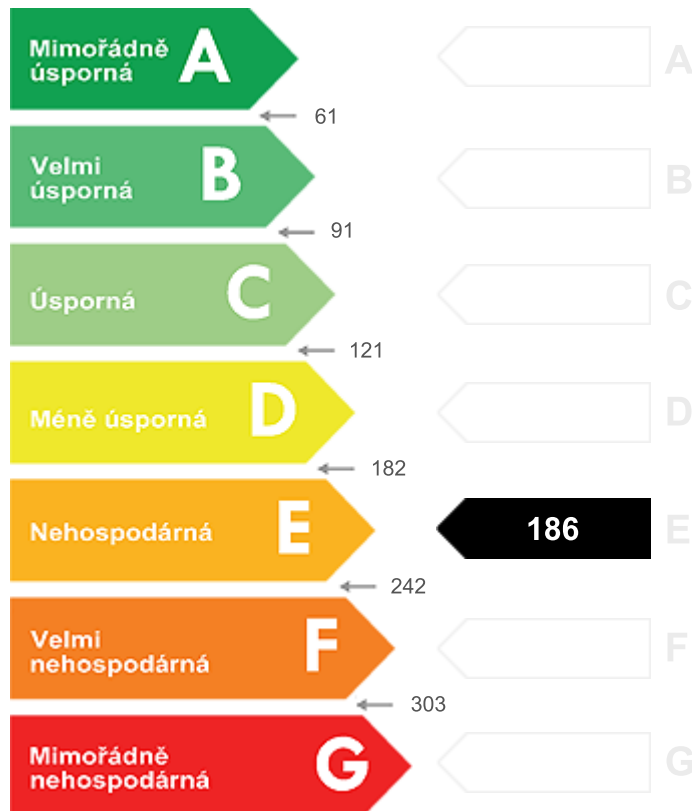 Mimořádně
úsporná
A
A
61
Velmi
úsporná
B
B
91
Úsporná
C
C
121
Méně úsporná
D
D
182
Nehospodárná
E
186
E
242
Velmi
nehospodárná
F
F
303
Mimořádně
nehospodárná
G
G